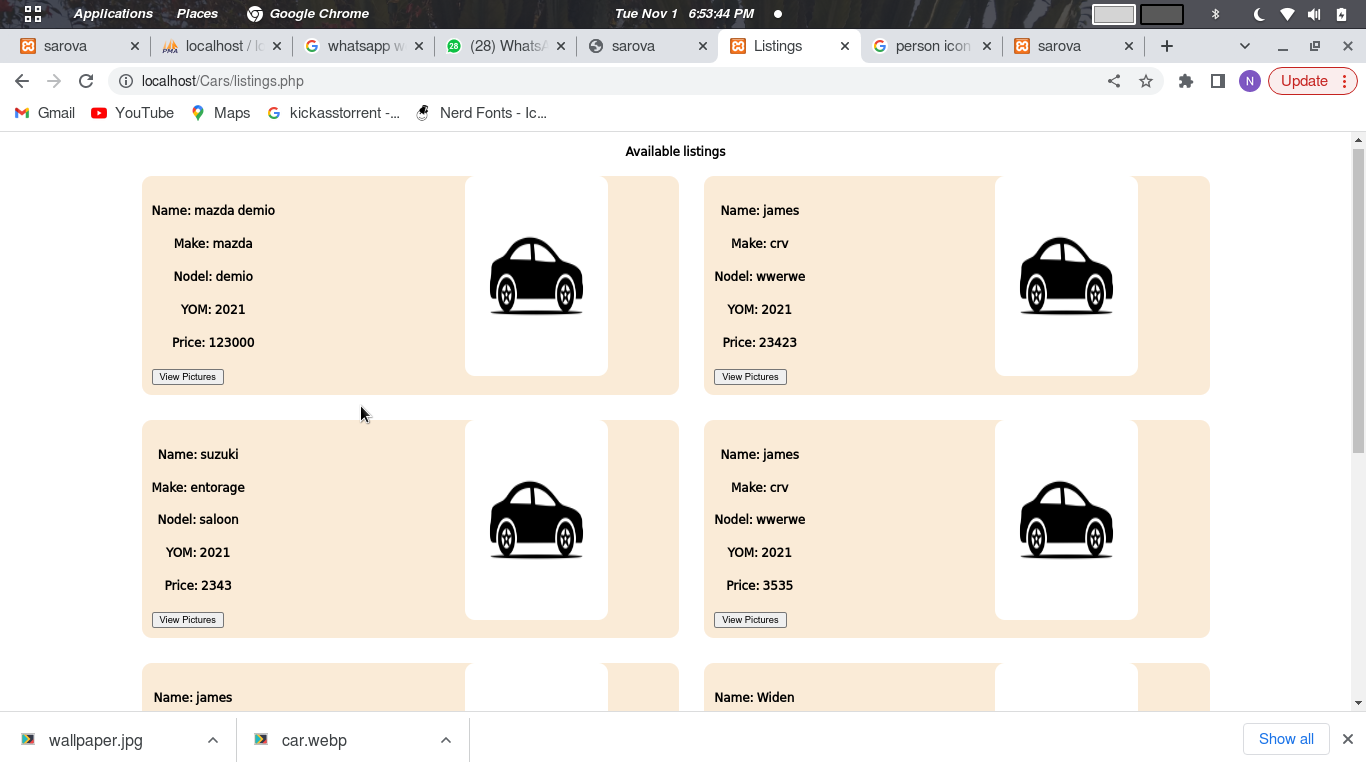 Applications Places Google Chrome Tue Nov 1 6:53:44 PM
sarova localhost / lo whatsapp w (28) WhatsA sarova Listings person icon sarova
localhost/Cars/listings.php N Update
Gmail YouTube Maps kickasstorrent -... Nerd Fonts - Ic...
Available listings
Name: mazda demio
Make: mazda
Nodel: demio
YOM: 2021
Price: 123000
View Pictures
Name: james
Make: crv
Nodel: wwerwe
YOM: 2021
Price: 23423
View Pictures
Name: suzuki
Make: entorage
Nodel: saloon
YOM: 2021
Price: 2343
View Pictures
Name: james
Make: crv
Nodel: wwerwe
YOM: 2021
Price: 3535
View Pictures
Name: james
Name: Widen
wallpaper.jpg car.webp Show all